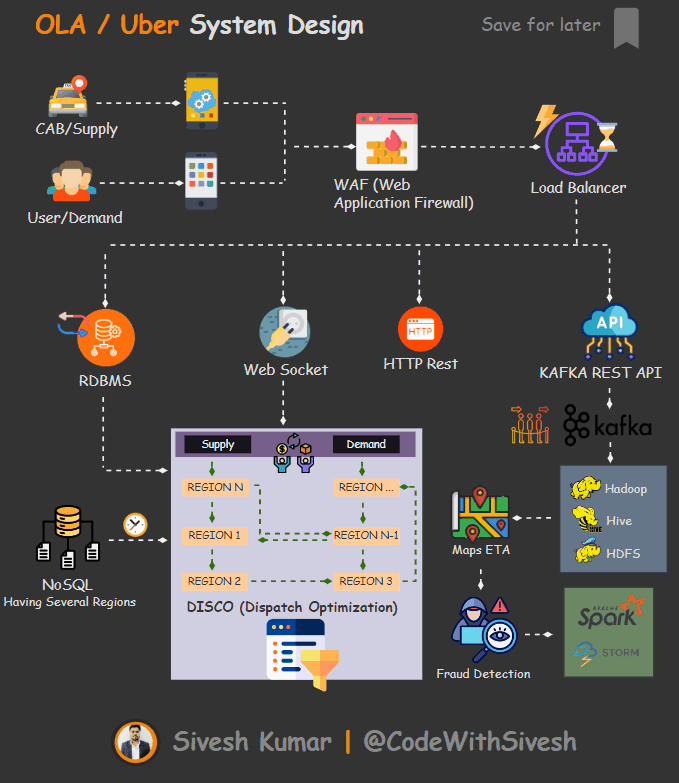 OLA / Uber System Design
Save for later
CAB/Supply
User/Demand
WAF (Web
Application Firewall)
Load Balancer
RDBMS
Web Socket
HTTP
HTTP Rest
API
KAFKA REST API
kafka
Supply
Demand
REGION N
REGION ...
REGION 1
REGION N-1
REGION 2
REGION 3
DISCO (Dispatch Optimization)
NoSQL
Having Several Regions
Maps ETA
Hadoop
HIVE
Hive
HDFS
Fraud Detection
APACHE
Spark
STORM
Sivesh Kumar | @CodeWithSivesh